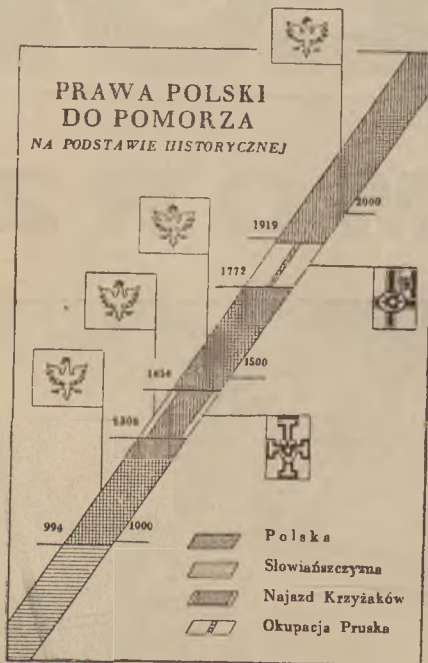 PRAWA POLSKI
DO POMORZA
NA PODSTAWIE HISTORYCZNEJ
2000
1919
1772
1500
994
1000
Polska
Słowiańszczyzna
Najazd Krzyżaków
Okupacja Pruska